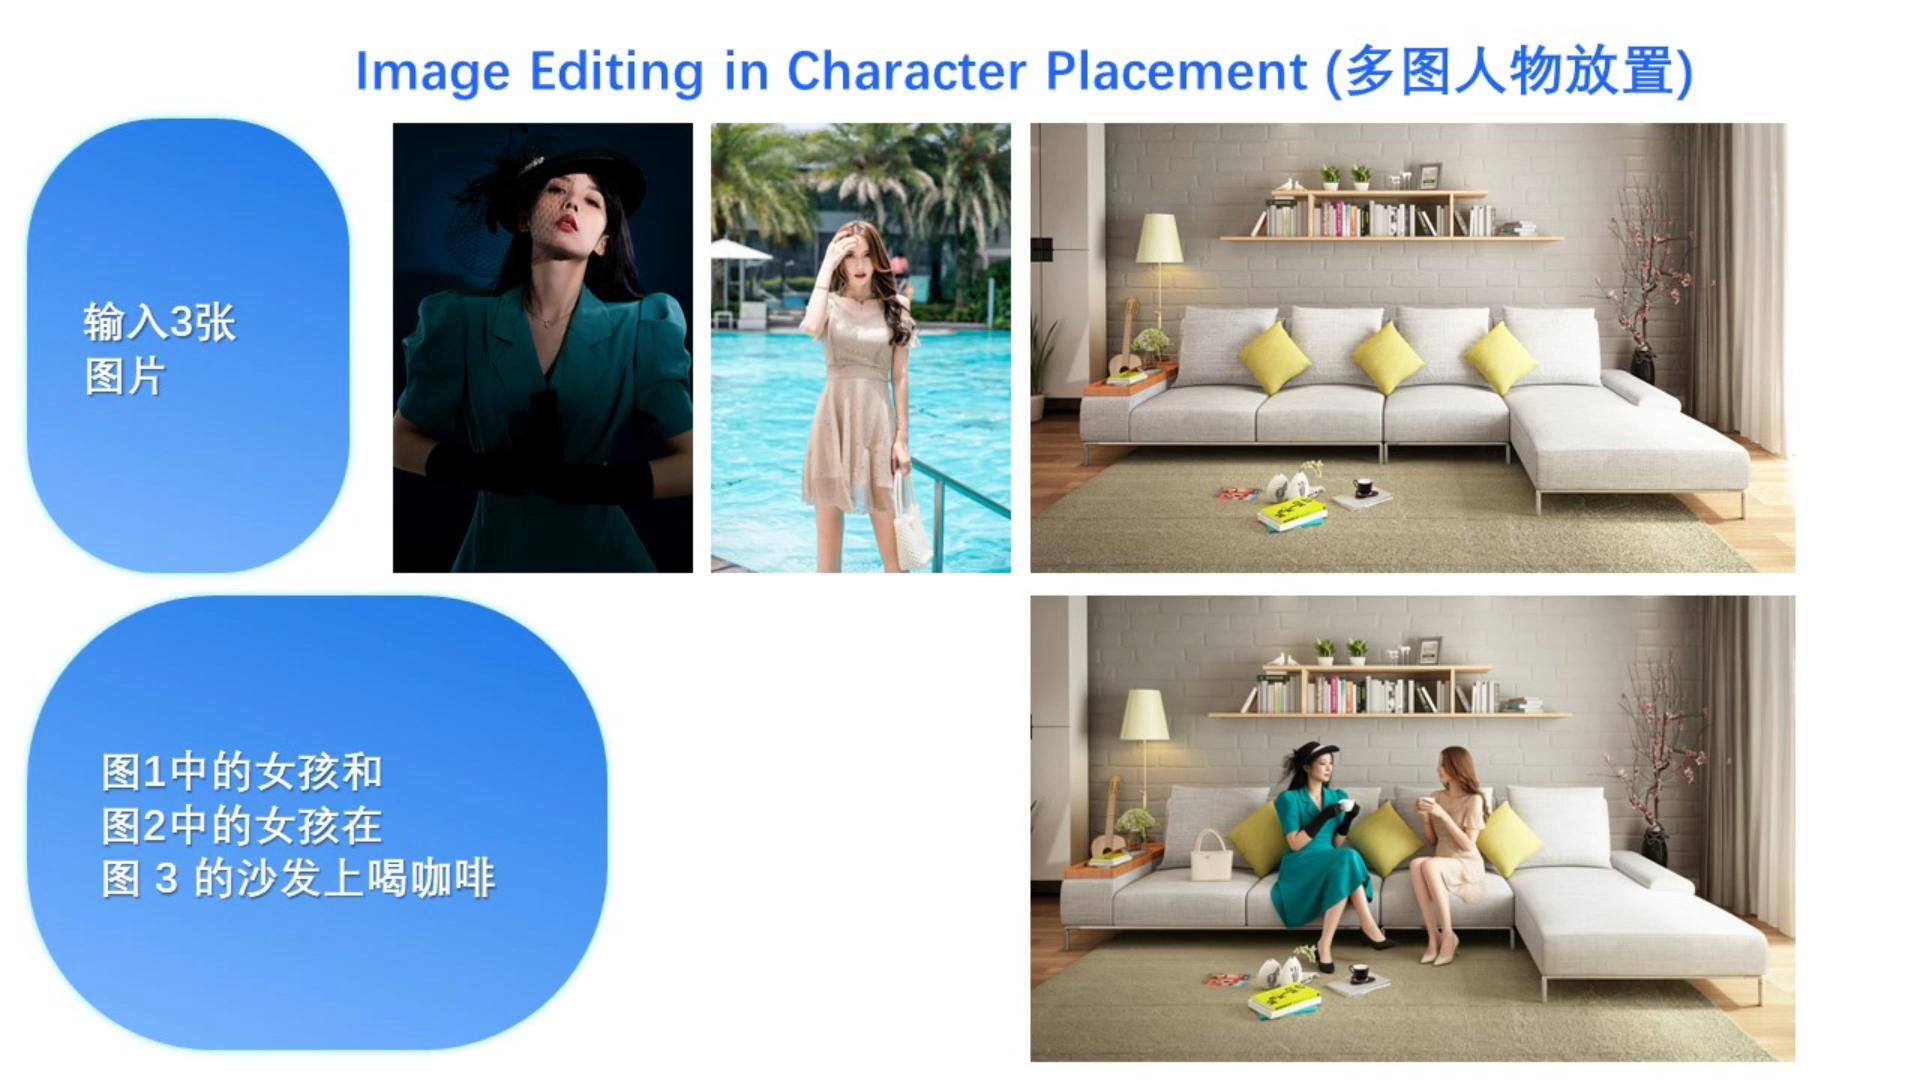 Image Editing in Character Placement (多图人物放置)
输入3张
图片
图1中的女孩和
图2中的女孩在
图 3 的沙发上喝咖啡